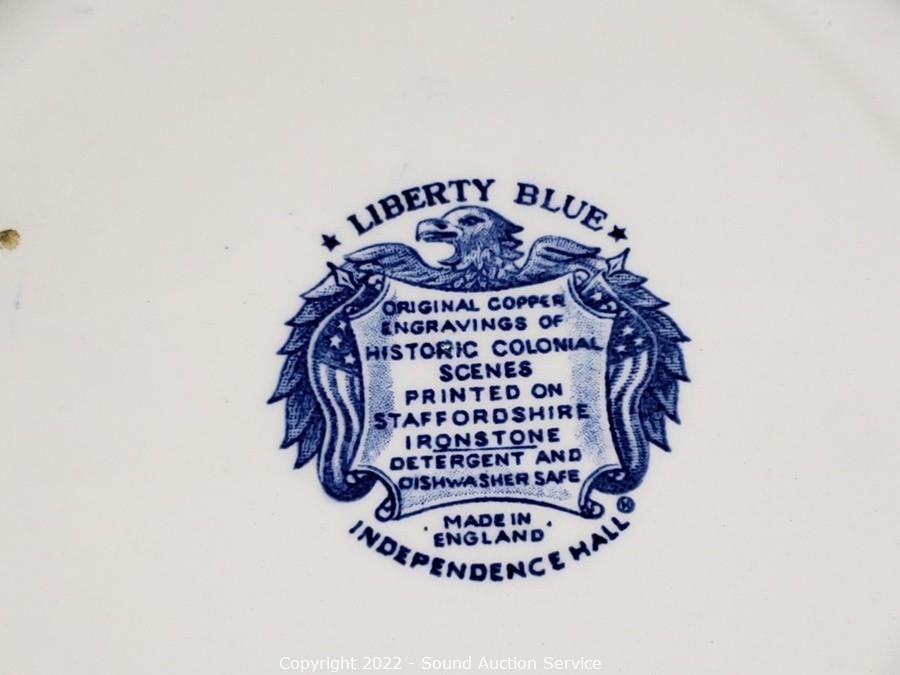 LIBERTY BLUE
ORIGINAL COPPER
ENGRAVINGS OF
HISTORIC COLONIAL
SCENES
PRINTED ON
STAFFORDSHIRE
IRONSTONE
DETERGENT AND
DISHWASHER SAFE
MADE IN
ENGLAND
INDEPENDENCE HALL
Copyright 2022 - Sound Auction Service